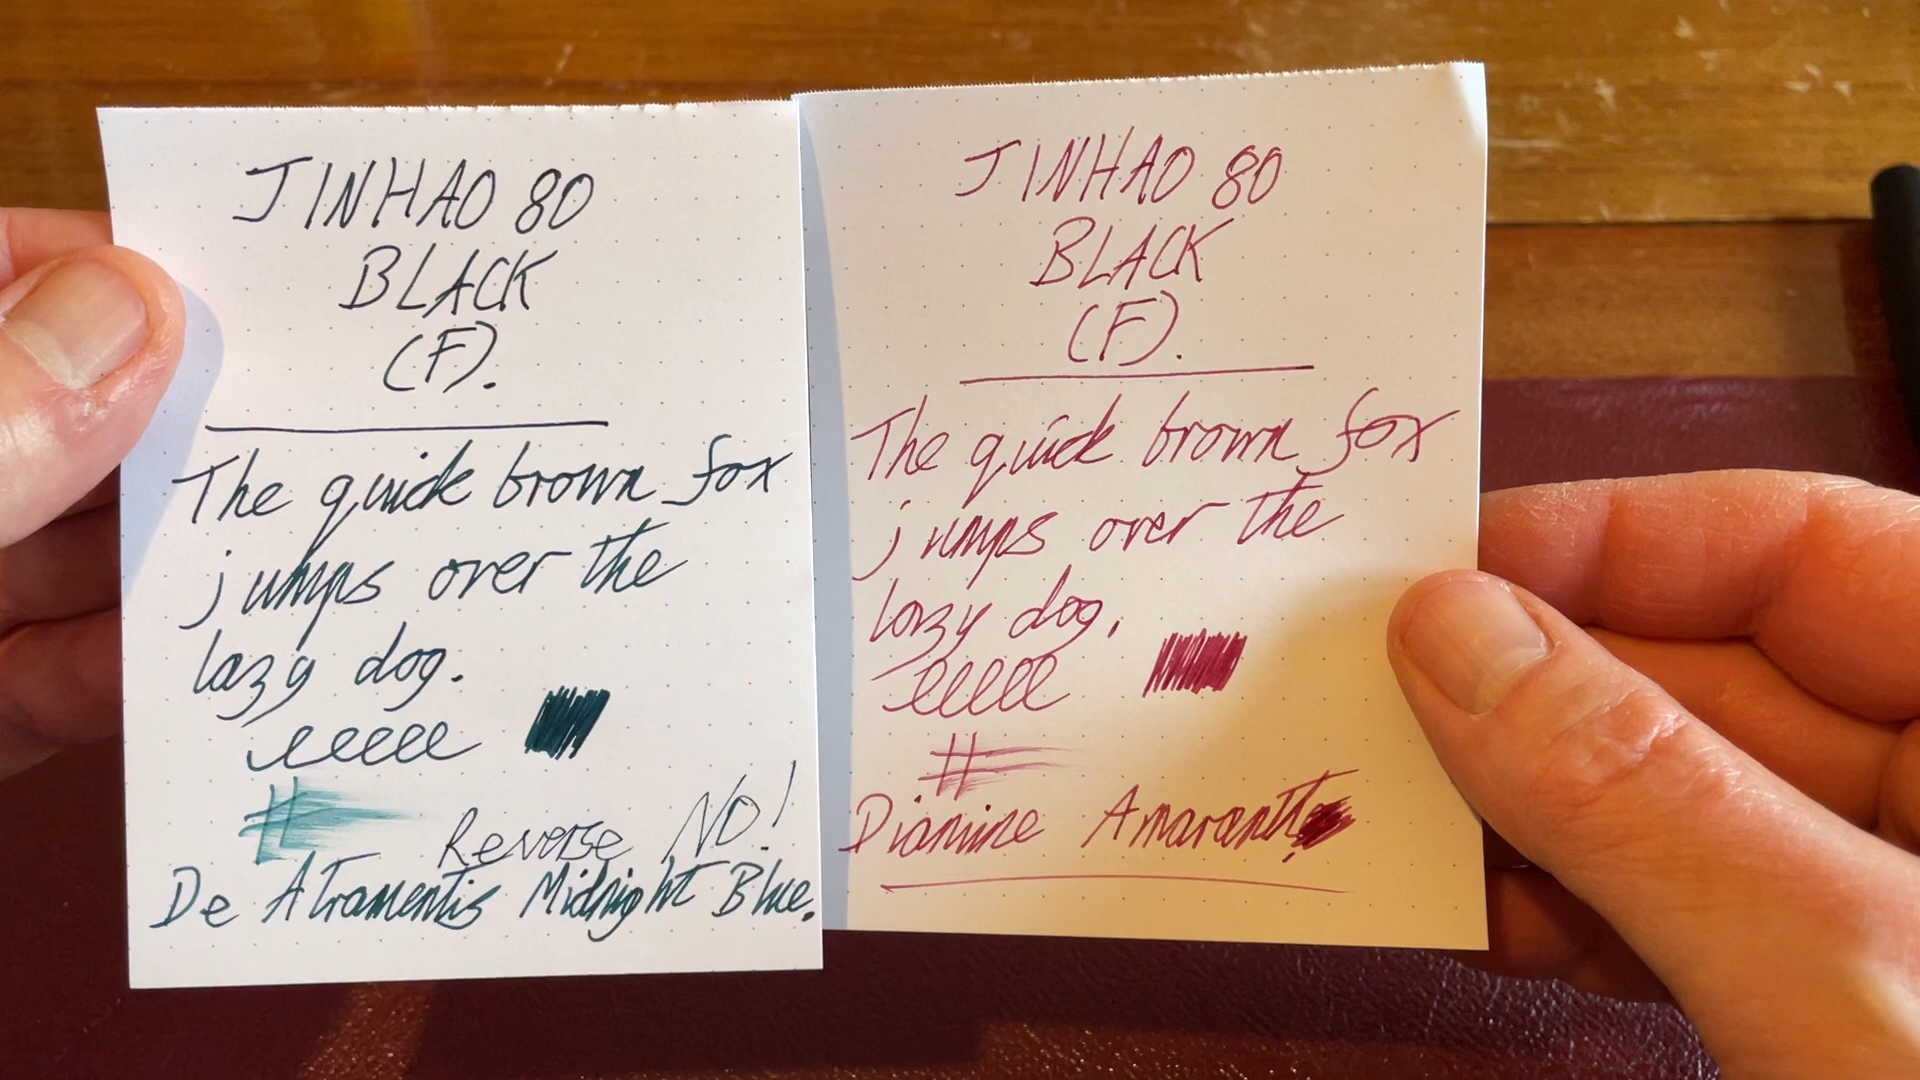 JINHAO 80
BLACK
(F).
The quick brown fox
jumps over the
lazy dog.
eeeee
#
Reverse NO!
De Atramentis Midnight Blue.
JINHAO 80
BLACK
(F).
The quick brown fox
jumps over the
lazy dog.
eeeee
#
Diamine Amaranth